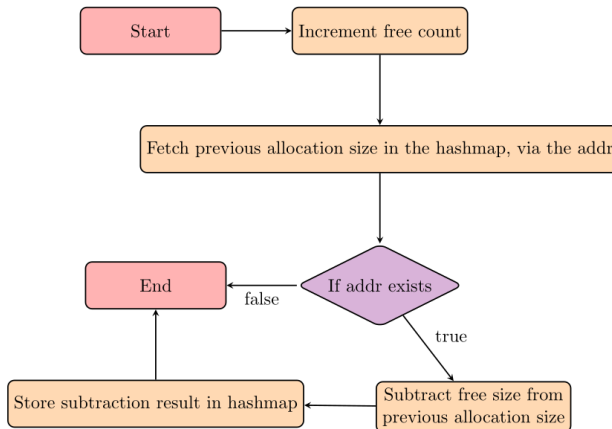 Start
Increment free count
Fetch previous allocation size in the hashmap, via the addr
If addr exists
End
false
true
Store subtraction result in hashmap
Subtract free size from
previous allocation size